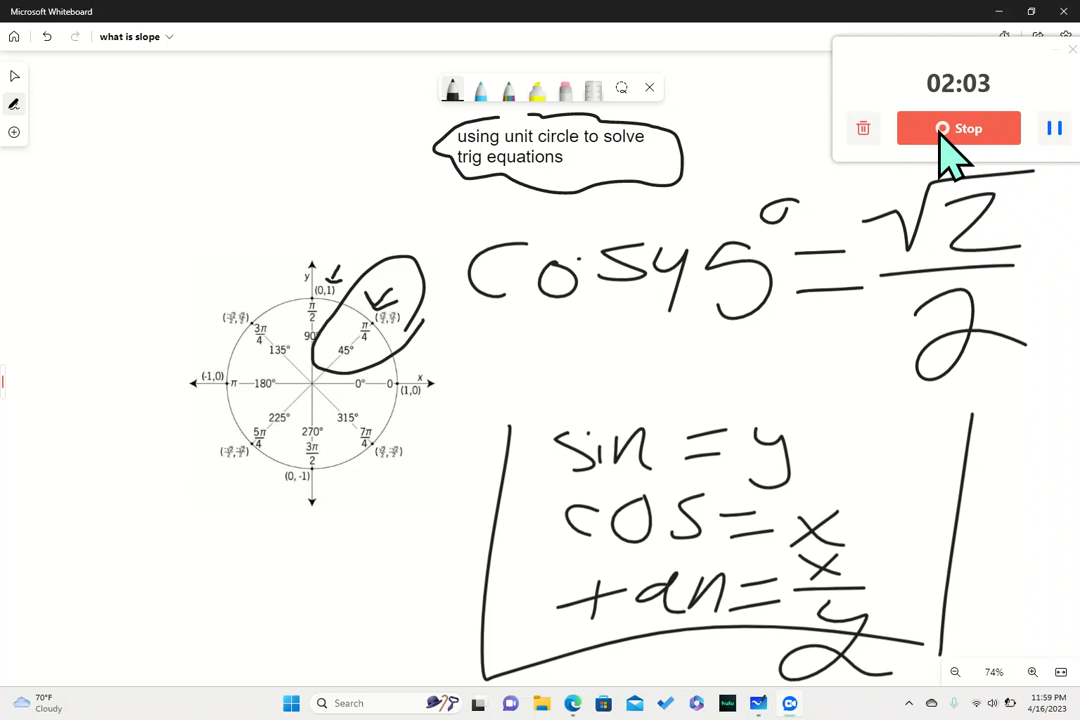 Microsoft Whiteboard
what is slope
02:03
Stop
using unit circle to solve
trig equations
cos45° = √2/2
y
(0,1)
π/2
90
3π/4
135°
π/4
45°
(-1,0)
π
180°
0°
0
x
(1,0)
225°
5π/4
270°
3π/2
315°
7π/4
(0, -1)
sin = y
cos = x
tan = x/y
74%
70°F
Cloudy
Search
hulu
11:59 PM
4/16/2023